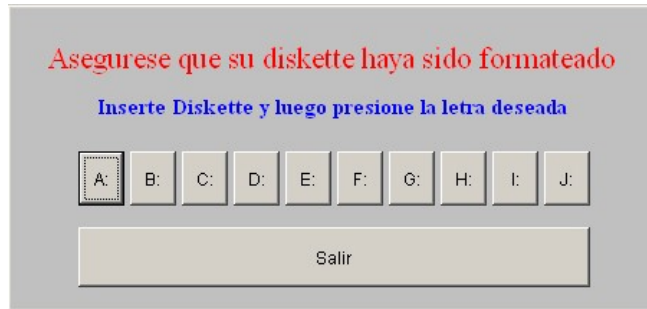 Asegurese que su diskette haya sido formateado
Inserte Diskette y luego presione la letra deseada
A: B: C: D: E: F: G: H: I: J:
Salir